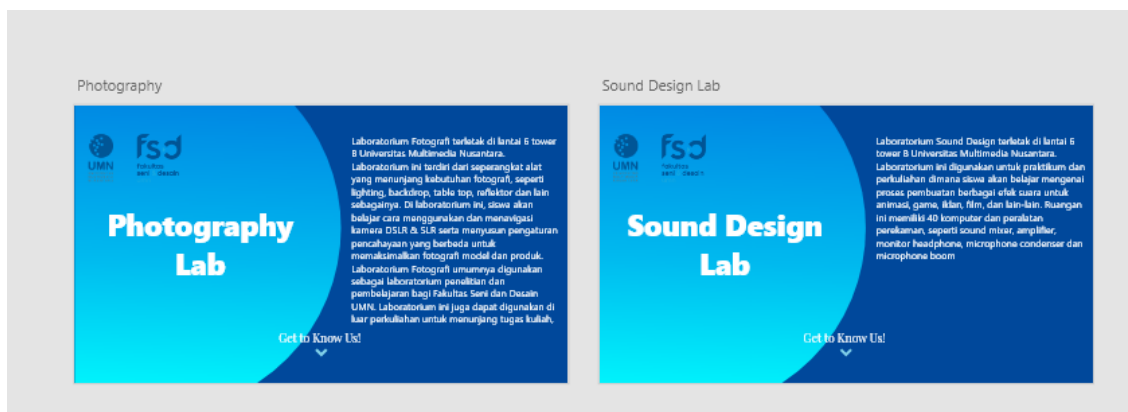 Photography
UMN
fsd
fakultas
seni desain
Photography
Lab
Laboratorium Fotografi terletak di lantai 6 tower
B Universitas Multimedia Nusantara.
Laboratorium ini terdiri dari seperangkat alat
yang menunjang kebutuhan fotografi, seperti
lighting, backdrop, table top, reflektor dan lain
sebagainya. Di laboratorium ini, siswa akan
belajar cara menggunakan dan menavigasi
kamera DSLR & SLR serta menyusun pengaturan
pencahayaan yang berbeda untuk
memaksimalkan fotografi model dan produk.
Laboratorium Fotografi umumnya digunakan
sebagai laboratorium penelitian dan
pembelajaran bagi Fakultas Seni dan Desain
UMN. Laboratorium ini juga dapat digunakan di
luar perkuliahan untuk menunjang tugas kuliah,
Get to Know Us!
Sound Design Lab
UMN
fsd
fakultas
seni desain
Sound Design
Lab
Laboratorium Sound Design terletak di lantai 6
tower B Universitas Multimedia Nusantara.
Laboratorium ini digunakan untuk praktikum dan
perkuliahan dimana siswa akan belajar mengenai
proses pembuatan berbagai efek suara untuk
animasi, game, iklan, film, dan lain-lain. Ruangan
ini memiliki 40 komputer dan peralatan
perekaman, seperti sound mixer, amplifier,
monitor headphone, microphone condenser dan
microphone boom
Get to Know Us!